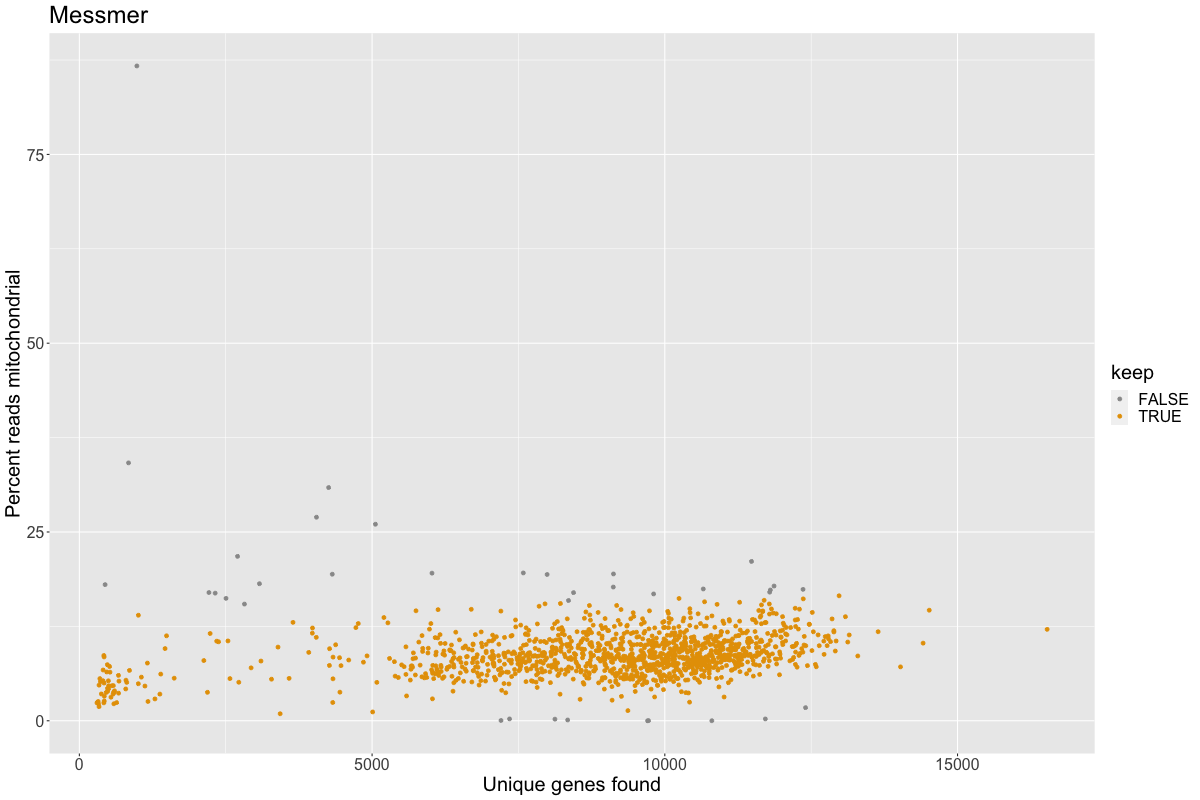 Messmer
75
50
25
0
Percent reads mitochondrial
0
5000
10000
15000
Unique genes found
keep
FALSE
TRUE